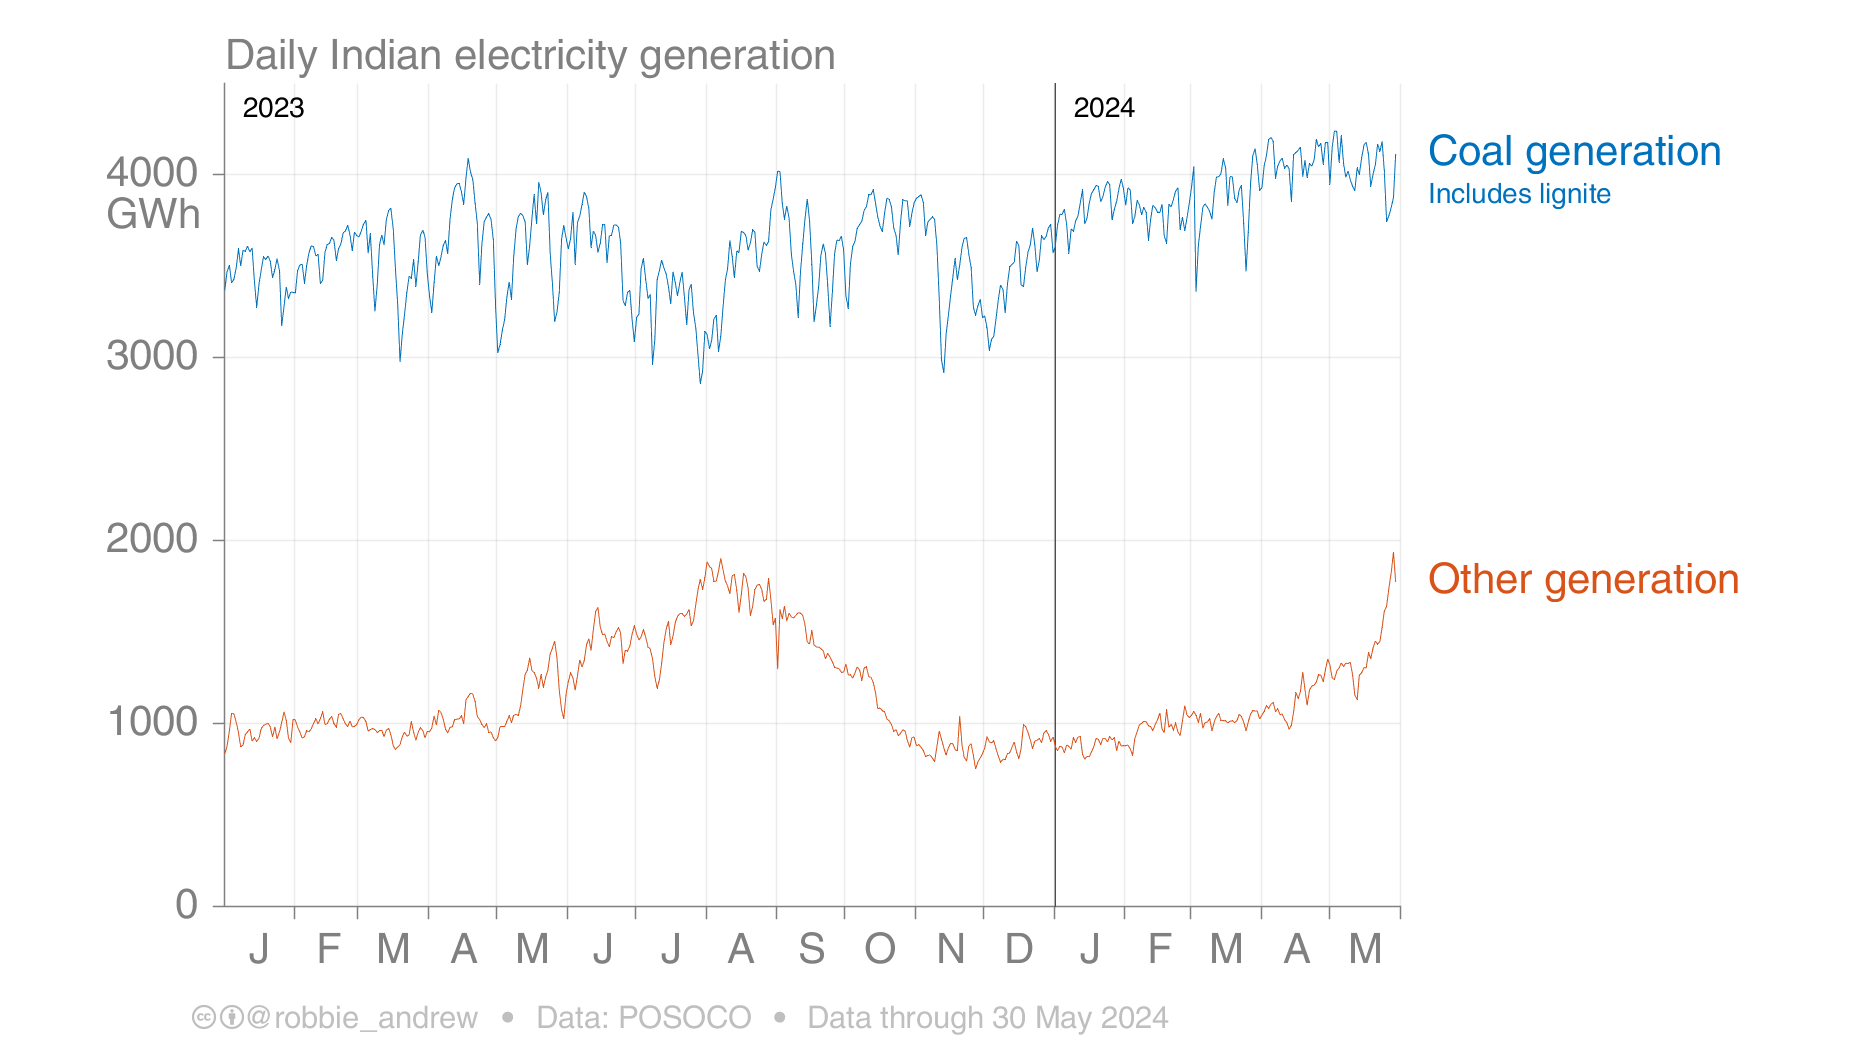 Daily Indian electricity generation
2023
2024
4000
GWh
3000
2000
1000
0
Coal generation
Includes lignite
Other generation
J F M A M J J A S O N D J F M A M
@robbie_andrew • Data: POSOCO • Data through 30 May 2024